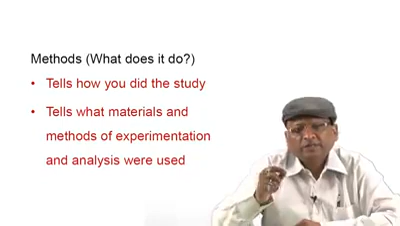 Methods (What does it do?)
• Tells how you did the study
• Tells what materials and
methods of experimentation
and analysis were used